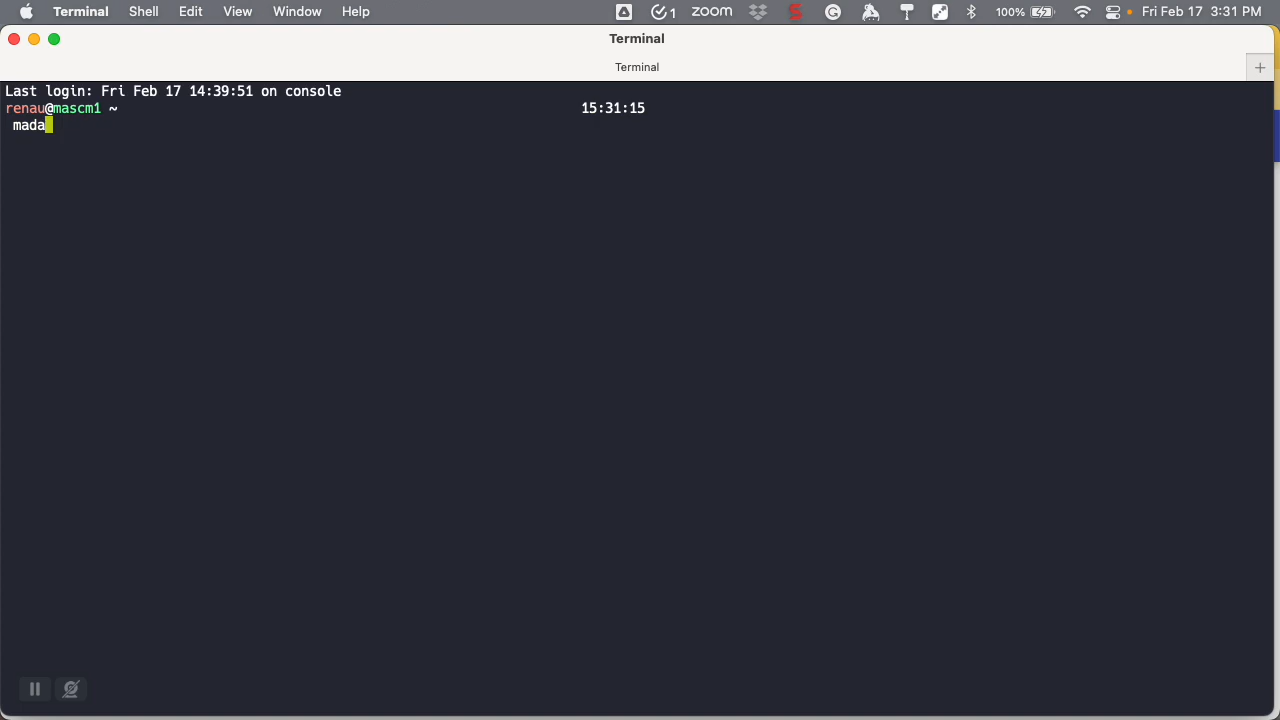 Terminal Shell Edit View Window Help 1 zoom 100% Fri Feb 17 3:31 PM
Terminal
Terminal
Last login: Fri Feb 17 14:39:51 on console
renau@mascm1 ~ 15:31:15
mada